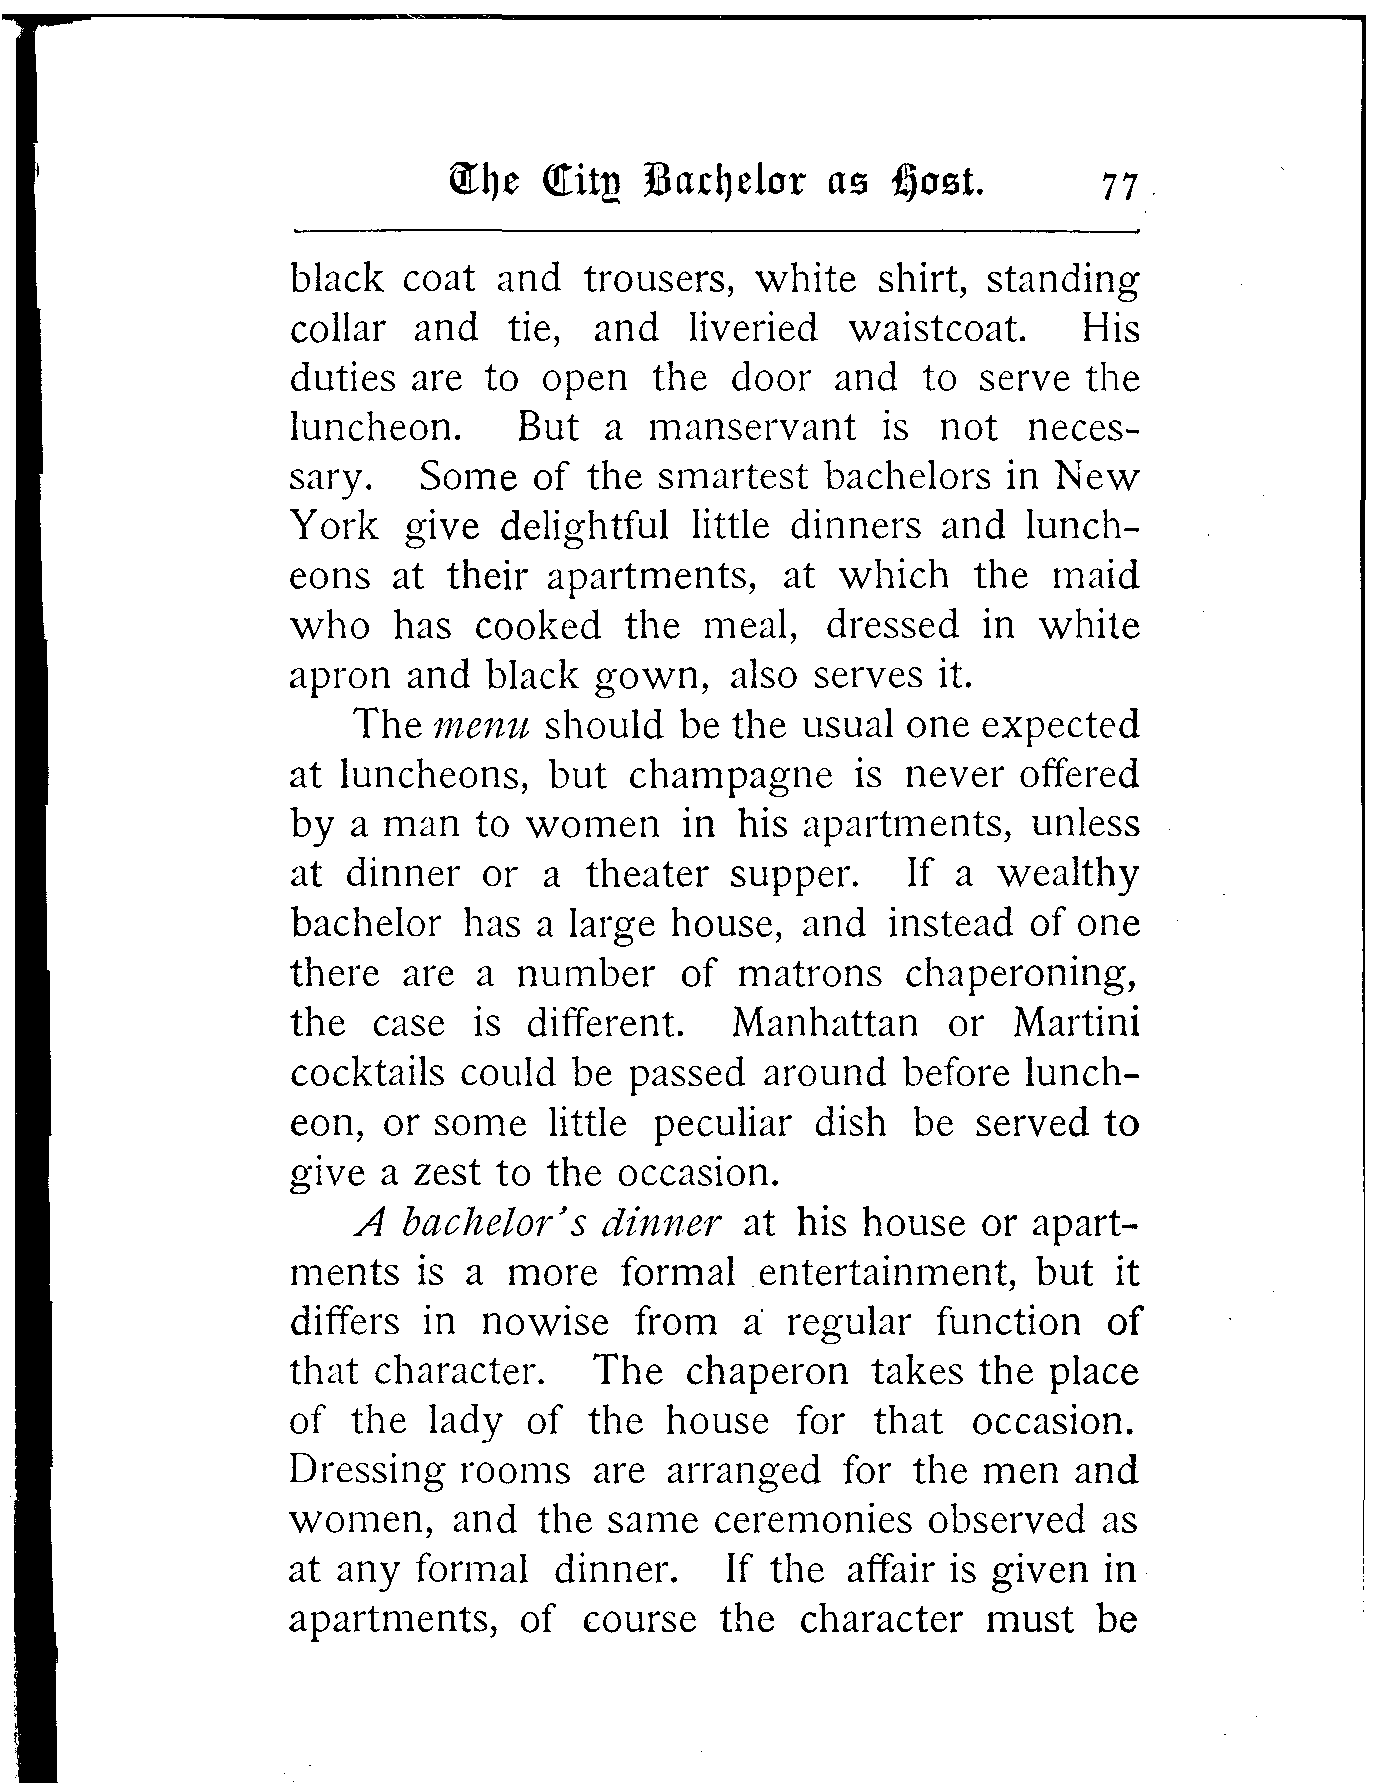 The City Bachelor as Host. 77
black coat and trousers, white shirt, standing
collar and tie, and liveried waistcoat. His
duties are to open the door and to serve the
luncheon. But a manservant is not neces-
sary. Some of the smartest bachelors in New
York give delightful little dinners and lunch-
eons at their apartments, at which the maid
who has cooked the meal, dressed in white
apron and black gown, also serves it.
The menu should be the usual one expected
at luncheons, but champagne is never offered
by a man to women in his apartments, unless
at dinner or a theater supper. If a wealthy
bachelor has a large house, and instead of one
there are a number of matrons chaperoning,
the case is different. Manhattan or Martini
cocktails could be passed around before lunch-
eon, or some little peculiar dish be served to
give a zest to the occasion.
A bachelor's dinner at his house or apart-
ments is a more formal entertainment, but it
differs in nowise from a regular function of
that character. The chaperon takes the place
of the lady of the house for that occasion.
Dressing rooms are arranged for the men and
women, and the same ceremonies observed as
at any formal dinner. If the affair is given in
apartments, of course the character must be